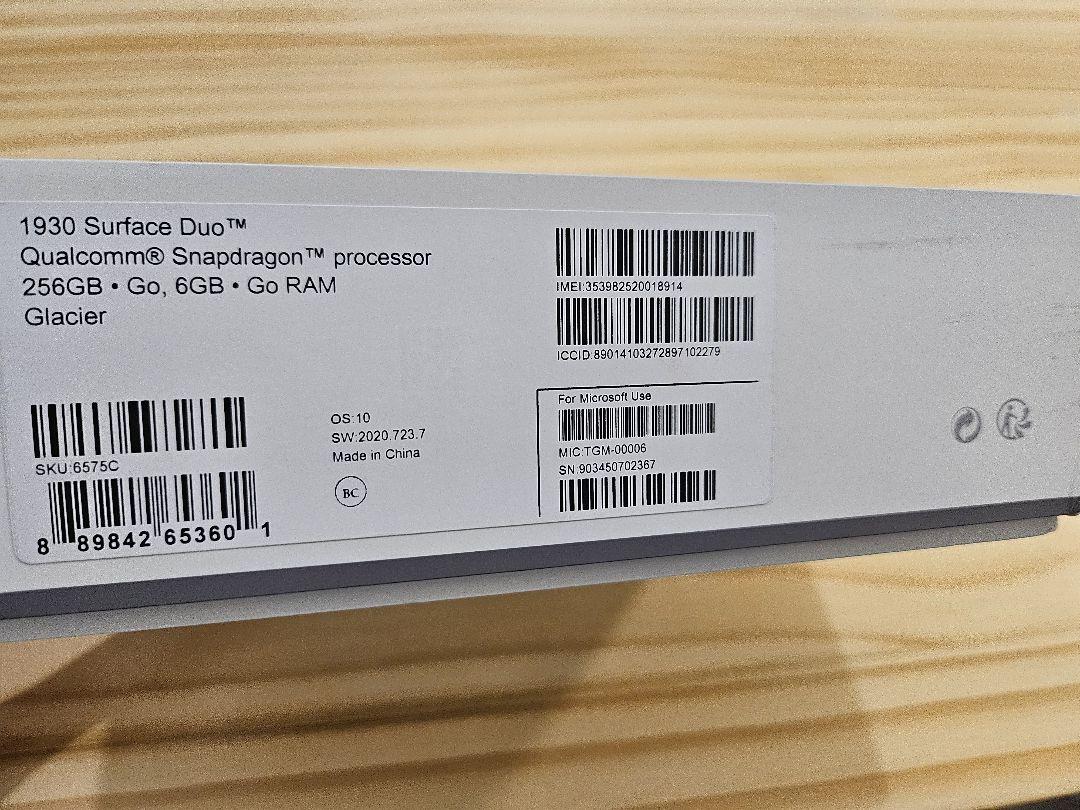 1930 Surface Duo™
Qualcomm® Snapdragon™ processor
256GB • Go, 6GB • Go RAM
Glacier
SKU:6575C
8 89842 65360 1
OS:10
SW:2020.723.7
Made in China
BC
IMEI:353982520018914
ICCID:89014103272897102279
For Microsoft Use
MIC:TGM-00006
SN:903450702367